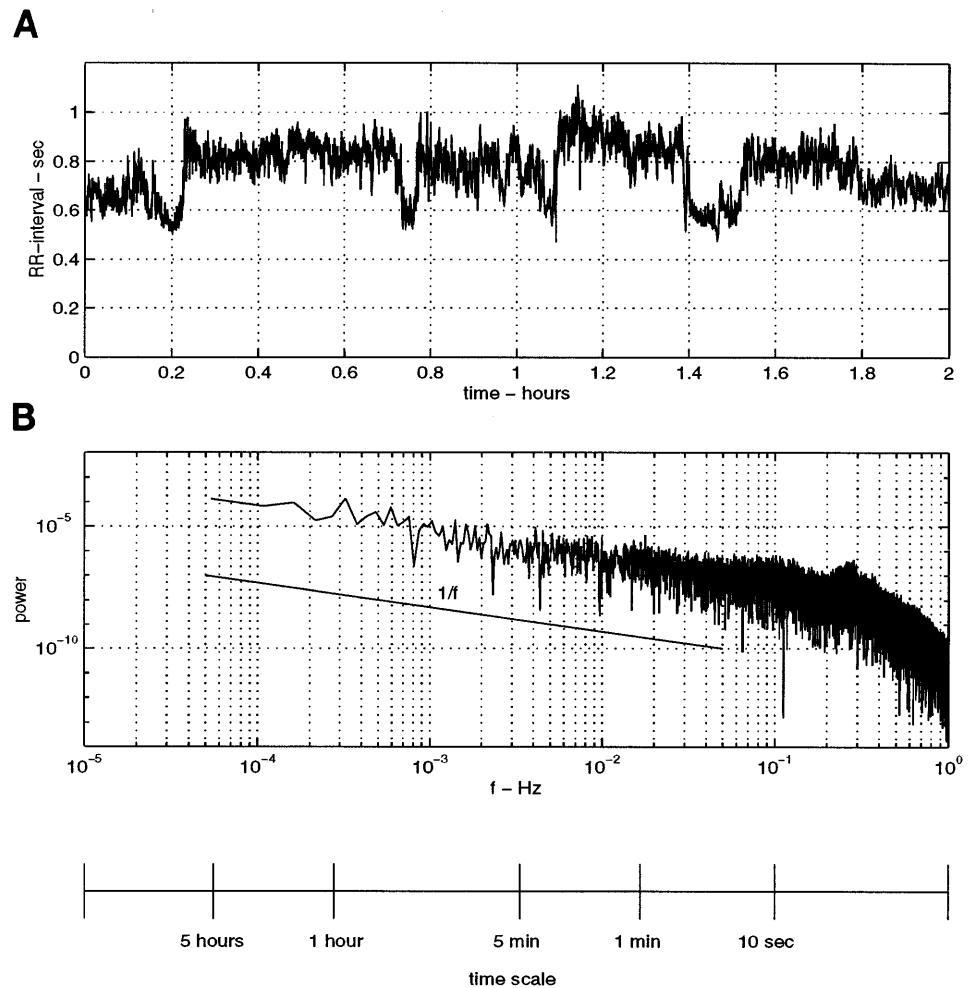 A
1
0.8
0.6
0.4
0.2
0
RR-interval - sec
0 0.2 0.4 0.6 0.8 1 1.2 1.4 1.6 1.8 2
time - hours
B
10⁻⁵
10⁻¹⁰
power
1/f
10⁻⁵ 10⁻⁴ 10⁻³ 10⁻² 10⁻¹ 10⁰
f - Hz
5 hours 1 hour 5 min 1 min 10 sec
time scale